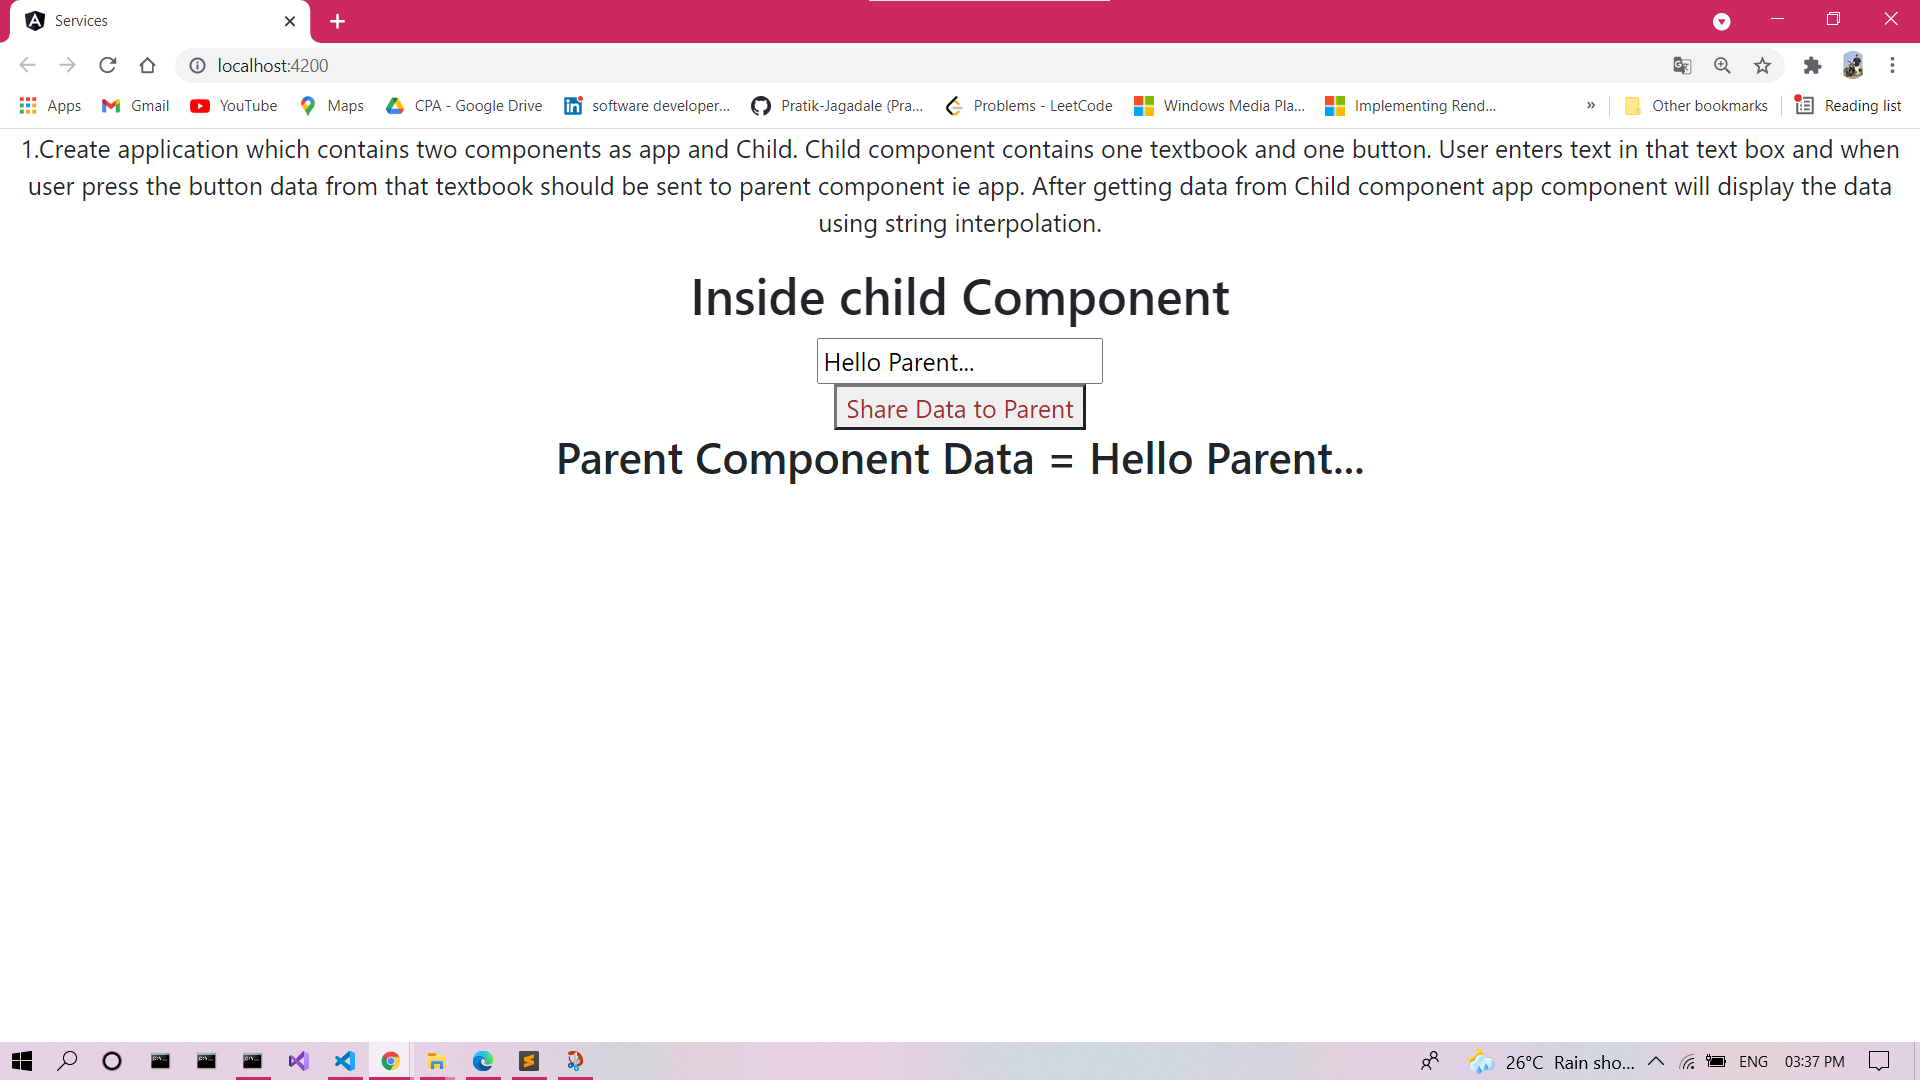 Services
localhost:4200
Apps Gmail YouTube Maps CPA - Google Drive software developer... Pratik-Jagadale (Pra... Problems - LeetCode Windows Media Pla... Implementing Rend... » Other bookmarks Reading list
1.Create application which contains two components as app and Child. Child component contains one textbook and one button. User enters text in that text box and when
user press the button data from that textbook should be sent to parent component ie app. After getting data from Child component app component will display the data
using string interpolation.
Inside child Component
Hello Parent...
Share Data to Parent
Parent Component Data = Hello Parent...
26°C Rain sho... ENG 03:37 PM